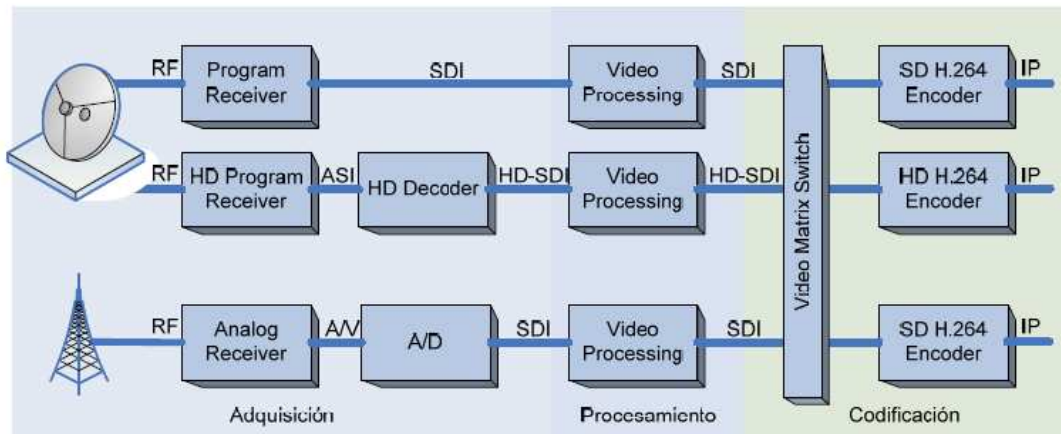 RF
Program
Receiver
SDI
Video
Processing
SDI
SD H.264
Encoder
IP
RF
HD Program
Receiver
ASI
HD Decoder
HD-SDI
Video
Processing
HD-SDI
Video Matrix Switch
HD H.264
Encoder
IP
RF
Analog
Receiver
A/V
A/D
SDI
Video
Processing
SDI
SD H.264
Encoder
IP
Adquisición
Procesamiento
Codificación